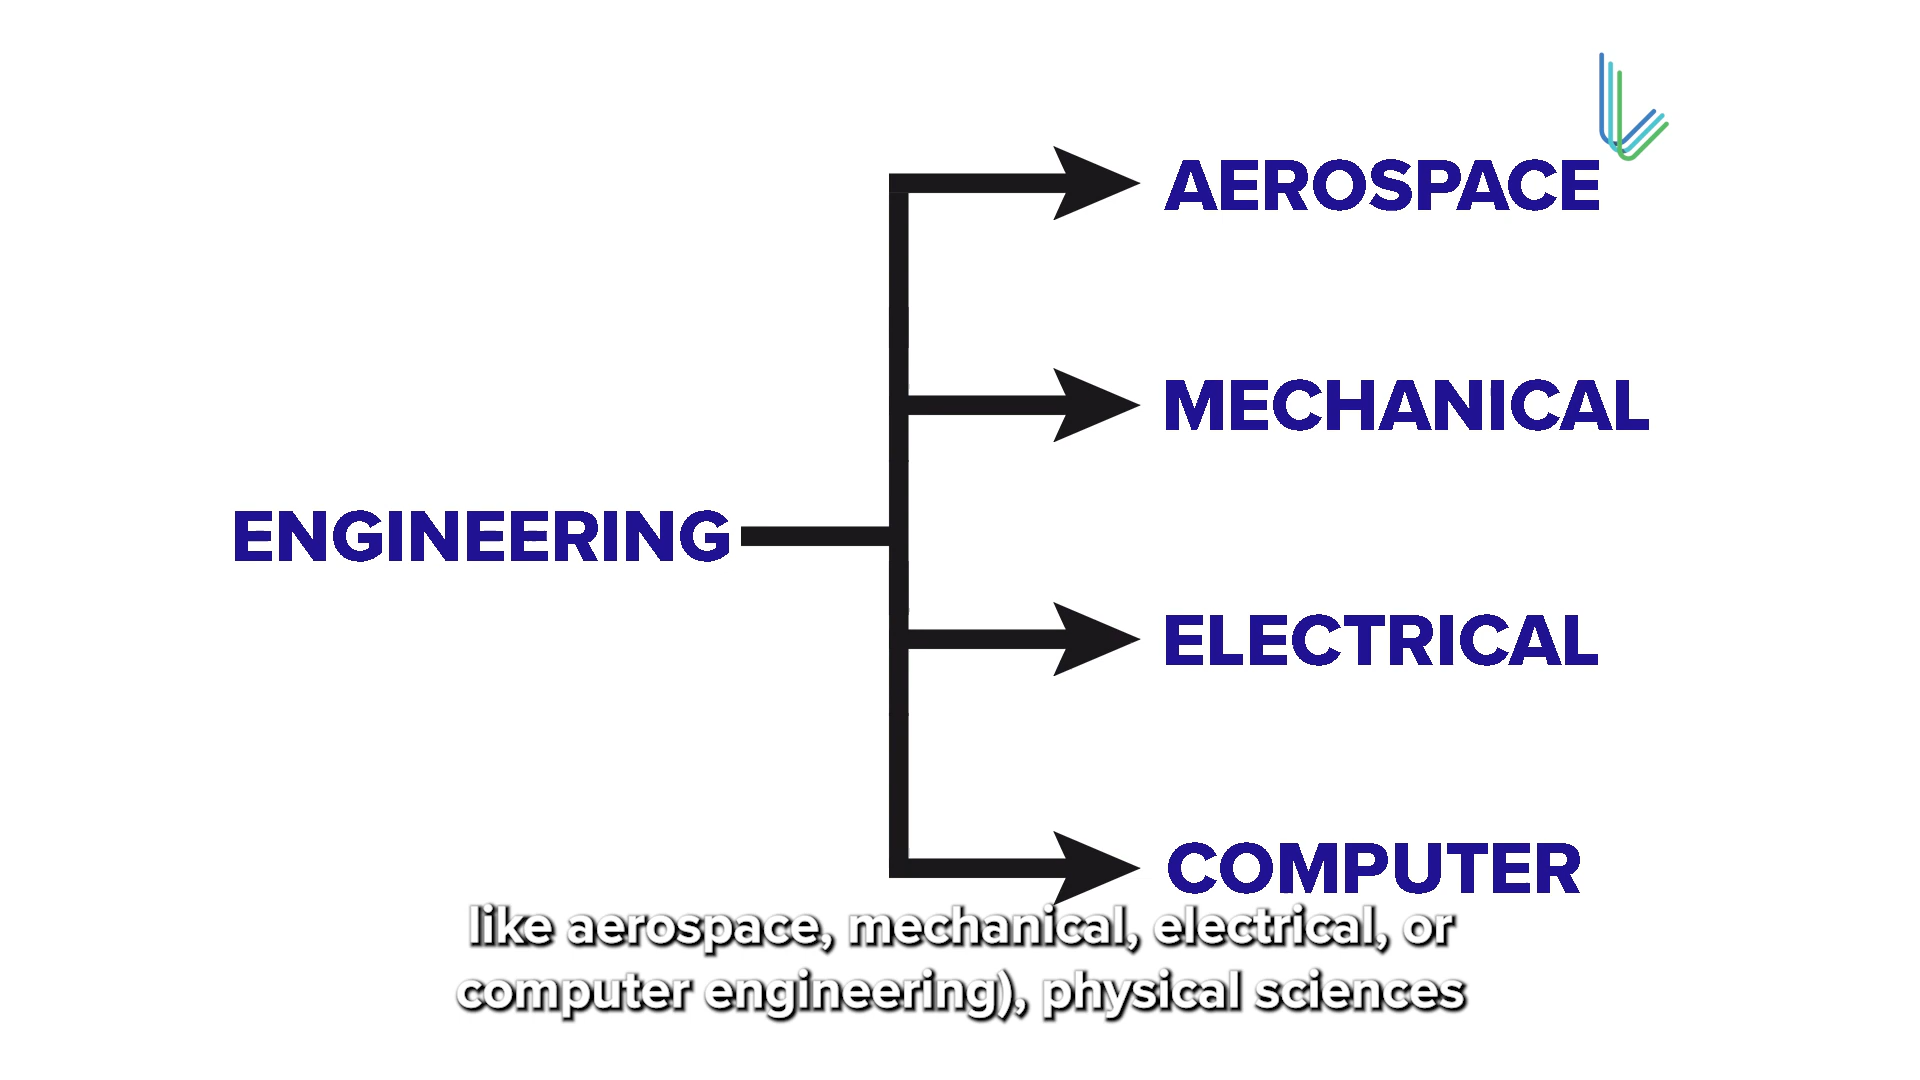 AEROSPACE
MECHANICAL
ENGINEERING
ELECTRICAL
COMPUTER
like aerospace, mechanical, electrical, or
computer engineering), physical sciences